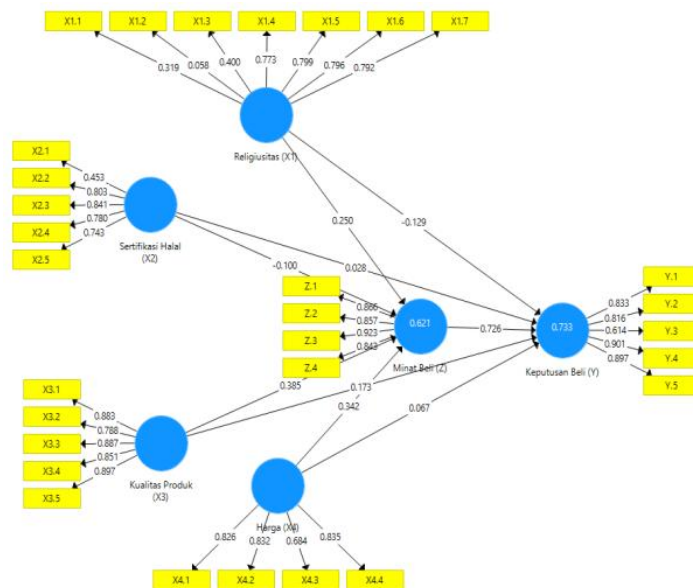 X1.1
X1.2
X1.3
X1.4
X1.5
X1.6
X1.7
0.319
0.058
0.400
0.773
0.799
0.796
0.792
Religiusitas (X1)
X2.1
X2.2
X2.3
X2.4
X2.5
0.453
0.803
0.841
0.780
0.743
Sertifikasi Halal
(X2)
0.250
-0.129
-0.100
0.028
Z.1
Z.2
Z.3
Z.4
0.866
0.857
0.923
0.843
0.621
Minat Beli (Z)
0.726
0.733
Keputusan Beli (Y)
0.833
0.816
0.614
0.901
0.897
Y.1
Y.2
Y.3
Y.4
Y.5
0.385
0.173
0.342
0.067
X3.1
X3.2
X3.3
X3.4
X3.5
0.883
0.788
0.887
0.851
0.897
Kualitas Produk
(X3)
Harga (X4)
0.826
0.832
0.684
0.835
X4.1
X4.2
X4.3
X4.4